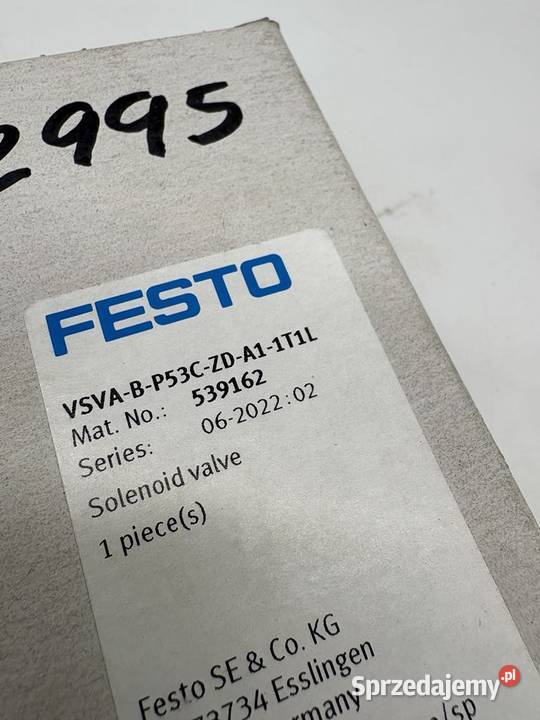 2995
FESTO
VSVA-B-P53C-ZD-A1-1T1L
Mat. No.: 539162
Series: 06-2022:02
Solenoid valve
1 piece(s)
Festo SE & Co. KG
73734 Esslingen
Sprzedajemy.pl